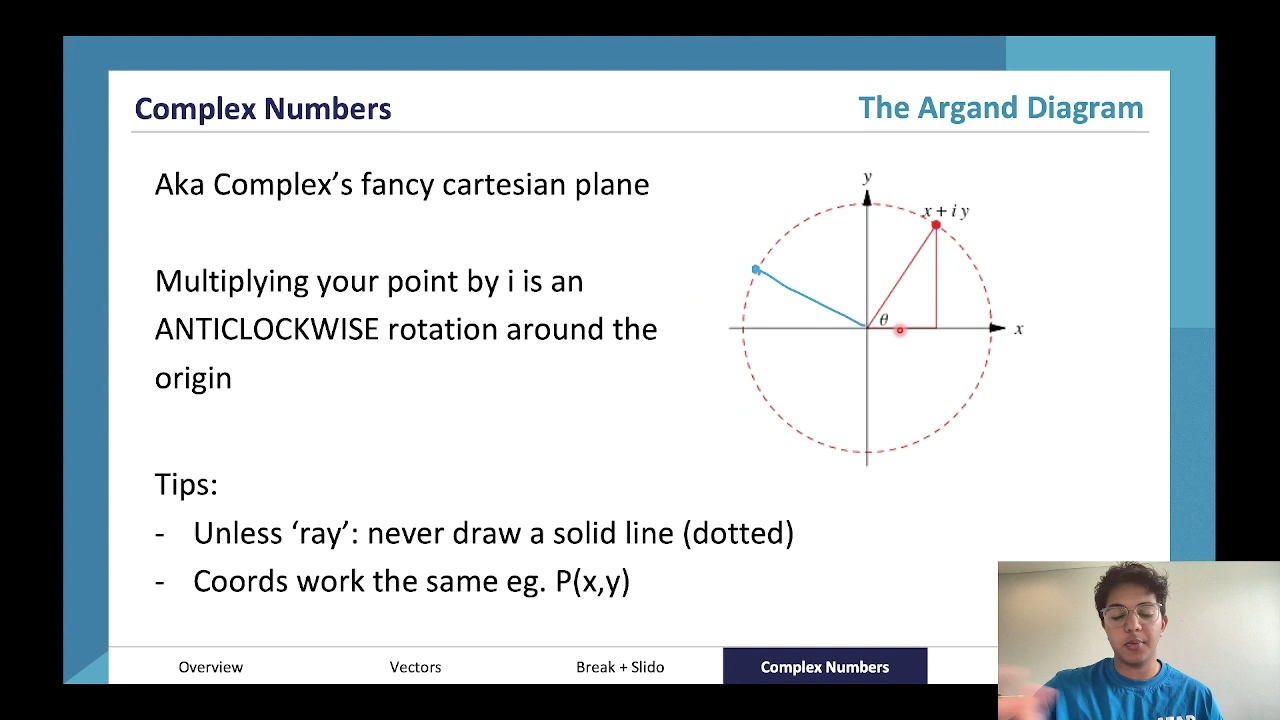 Complex Numbers
The Argand Diagram
Aka Complex's fancy cartesian plane
Multiplying your point by i is an
ANTICLOCKWISE rotation around the
origin
y
x + i y
θ
x
Tips:
- Unless ‘ray’: never draw a solid line (dotted)
- Coords work the same eg. P(x,y)
Overview
Vectors
Break + Slido
Complex Numbers